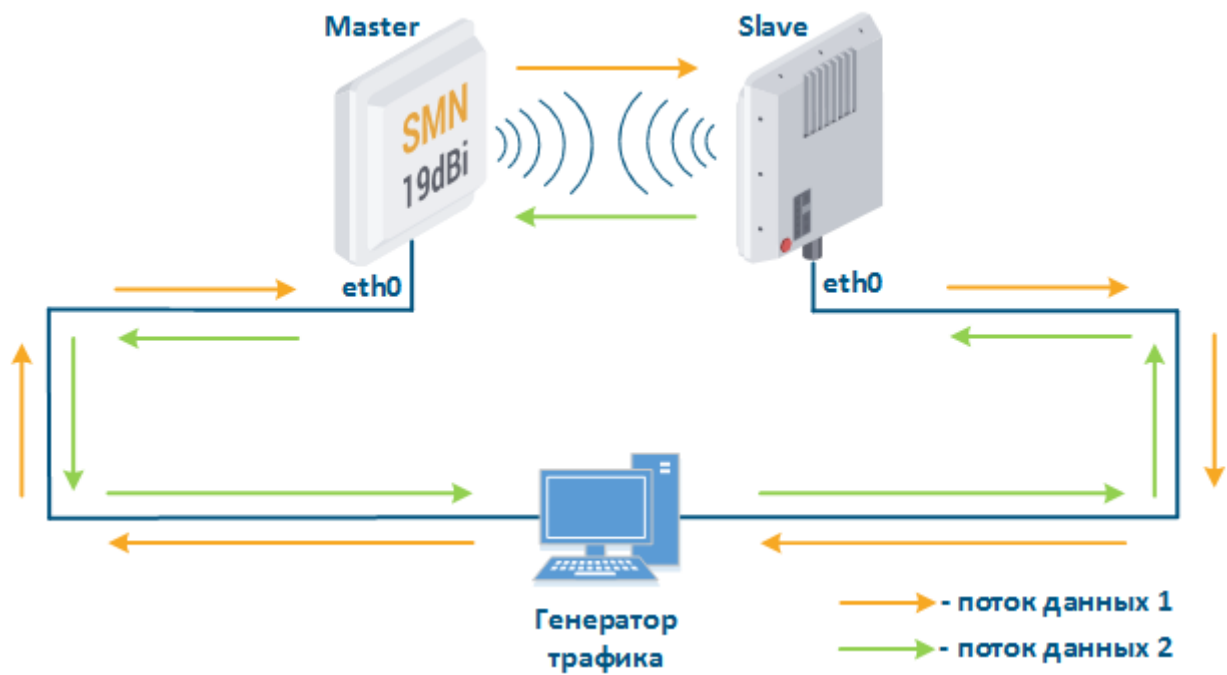 Master
Slave
SMN
19dBi
eth0
eth0
Генератор
трафика
- поток данных 1
- поток данных 2